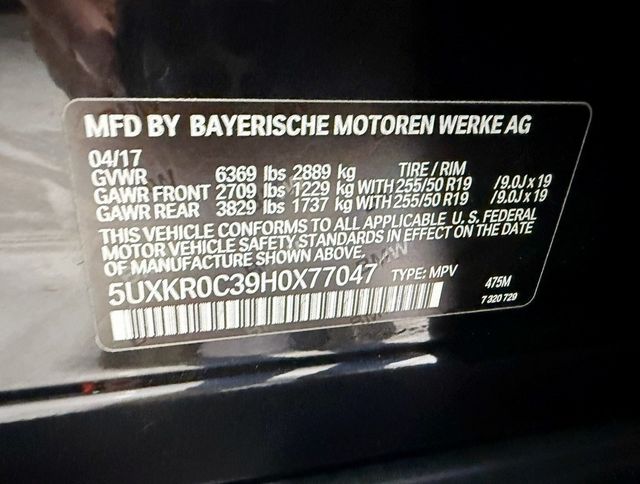 MFD BY BAYERISCHE MOTOREN WERKE AG
04/17
GVWR 6369 lbs 2889 kg TIRE / RIM
GAWR FRONT 2709 lbs 1229 kg WITH 255/50 R19 /9.0J x 19
GAWR REAR 3829 lbs 1737 kg WITH 255/50 R19 /9.0J x 19
THIS VEHICLE CONFORMS TO ALL APPLICABLE U.S. FEDERAL
MOTOR VEHICLE SAFETY STANDARDS IN EFFECT ON THE DATE
OF MANUFACTURE SHOWN ABOVE.
5UXKR0C39H0X77047 TYPE: MPV 475M
7 320 729